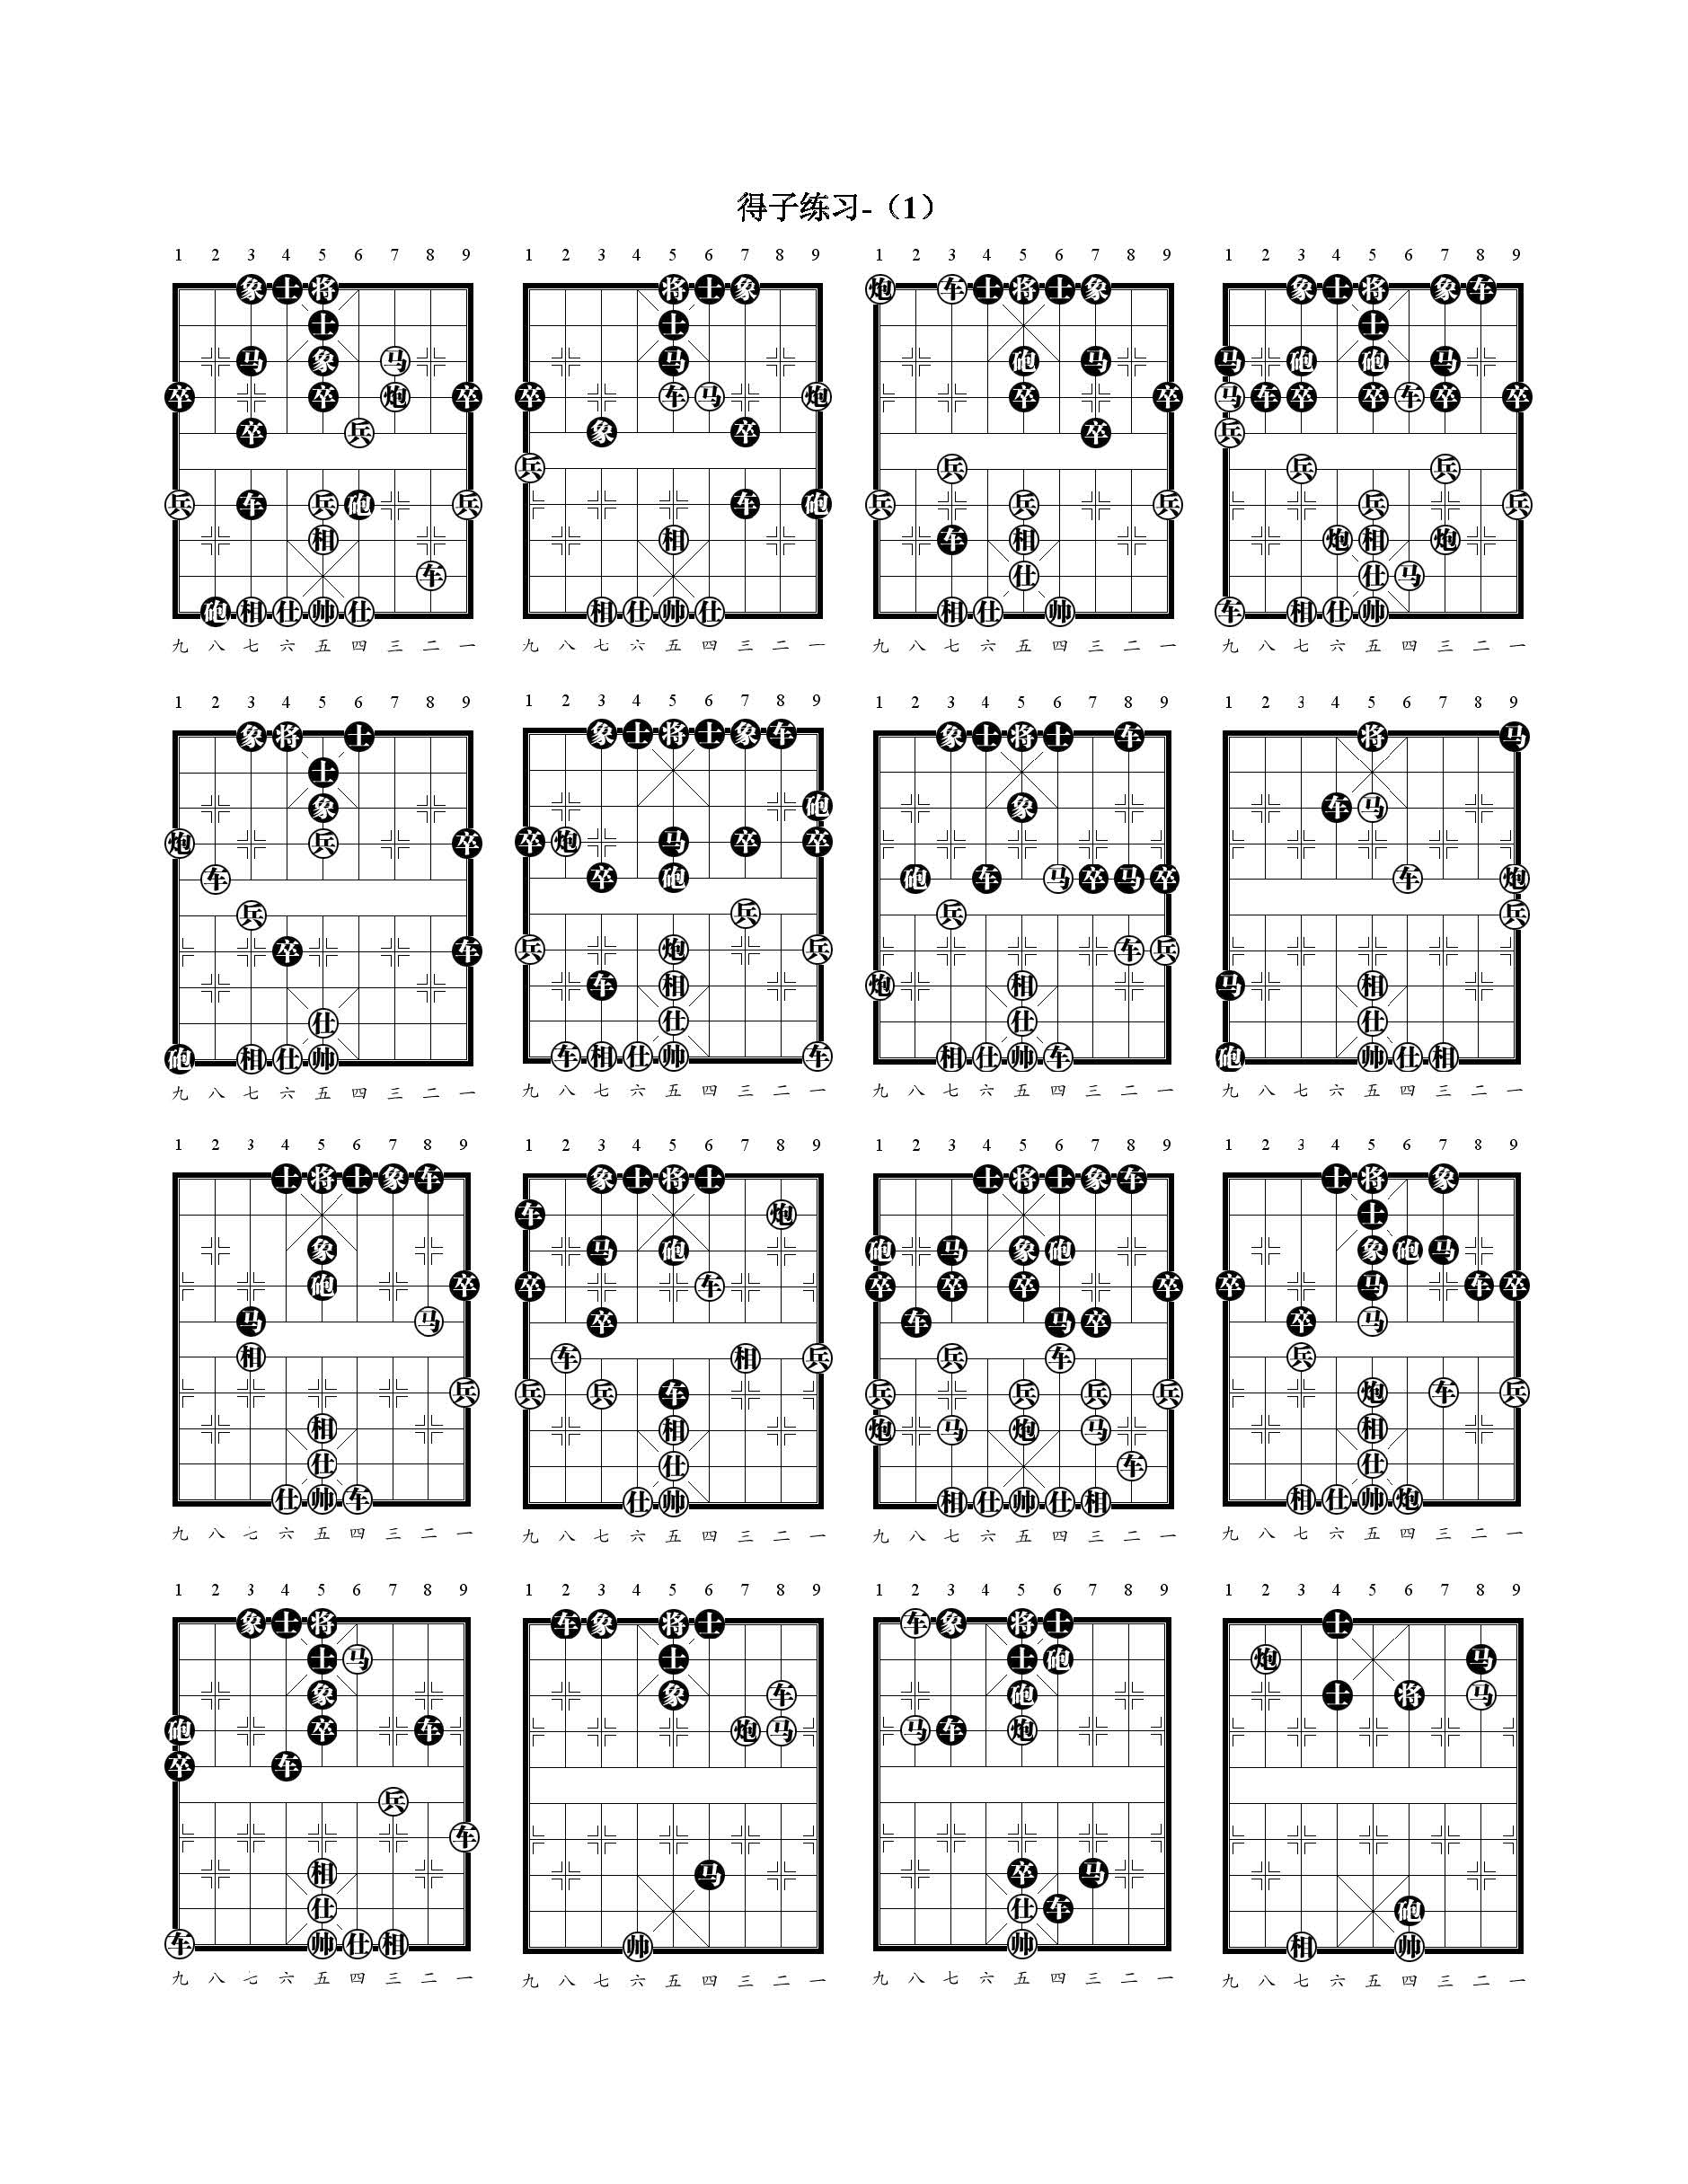 得子练习-（1）
1 2 3 4 5 6 7 8 9
象 士 将
士
马 象 马
卒 卒 炮 卒
卒 兵
兵 车 兵 砲 兵
相
车
砲 相 仕 帅 仕
九 八 七 六 五 四 三 二 一
1 2 3 4 5 6 7 8 9
将 士 象
士
马
卒 车 马 炮
象 卒
兵
车 砲
相
相 仕 帅 仕
九 八 七 六 五 四 三 二 一
1 2 3 4 5 6 7 8 9
炮 车 士 将 士 象
砲 马
卒 卒
卒
兵
兵 兵 兵
车 相
仕
相 仕 帅
九 八 七 六 五 四 三 二 一
1 2 3 4 5 6 7 8 9
象 士 将 象 车
士
马 砲 砲 马
马 车 卒 卒 车 卒 卒
兵
兵 兵
兵 兵
炮 相 炮
仕 马
车 相 仕 帅
九 八 七 六 五 四 三 二 一
1 2 3 4 5 6 7 8 9
象 将 士
士
象
炮 兵 卒
车
兵
卒 车
仕
砲 相 仕 帅
九 八 七 六 五 四 三 二 一
1 2 3 4 5 6 7 8 9
象 士 将 士 象 车
砲
卒 炮 马 卒 卒
卒 砲
兵
兵 炮 兵
车 相
仕
车 相 仕 帅 车
九 八 七 六 五 四 三 二 一
1 2 3 4 5 6 7 8 9
象 士 将 士 车
象
砲 车 马 卒 马 卒
兵
车 兵
炮 相
仕
相 仕 帅 车
九 八 七 六 五 四 三 二 一
1 2 3 4 5 6 7 8 9
将 马
车 马
车 炮
兵
马 相
仕
砲 帅 仕 相
九 八 七 六 五 四 三 二 一
1 2 3 4 5 6 7 8 9
士 将 士 象 车
象
砲 卒
马 马
相
兵
相
仕
仕 帅 车
九 八 七 六 五 四 三 二 一
1 2 3 4 5 6 7 8 9
象 士 将 士
车 炮
马 砲
卒 车
卒
车 相 兵
兵 兵 车
相
仕
仕 帅
九 八 七 六 五 四 三 二 一
1 2 3 4 5 6 7 8 9
士 将 士 象 车
砲 马 象 砲
卒 卒 卒 卒
车 马 卒
兵 车
兵 兵 兵 兵
炮 马 炮 马
车
相 仕 帅 仕 相
九 八 七 六 五 四 三 二 一
1 2 3 4 5 6 7 8 9
士 将 象
士
象 砲 马
卒 马 车 卒
卒 马
兵
炮 车 兵
相
仕
相 仕 帅 炮
九 八 七 六 五 四 三 二 一
1 2 3 4 5 6 7 8 9
象 士 将
士 马
象
砲 卒 车
卒 车
兵
车
相
仕
车 帅 仕 相
九 八 七 六 五 四 三 二 一
1 2 3 4 5 6 7 8 9
车 象 将 士
士
象 车
炮 马
马
帅
九 八 七 六 五 四 三 二 一
1 2 3 4 5 6 7 8 9
车 象 将 士
士 砲
砲
马 车 炮
卒 马
仕 车
帅
九 八 七 六 五 四 三 二 一
1 2 3 4 5 6 7 8 9
士
炮 马
士 将 马
砲
相 帅
九 八 七 六 五 四 三 二 一